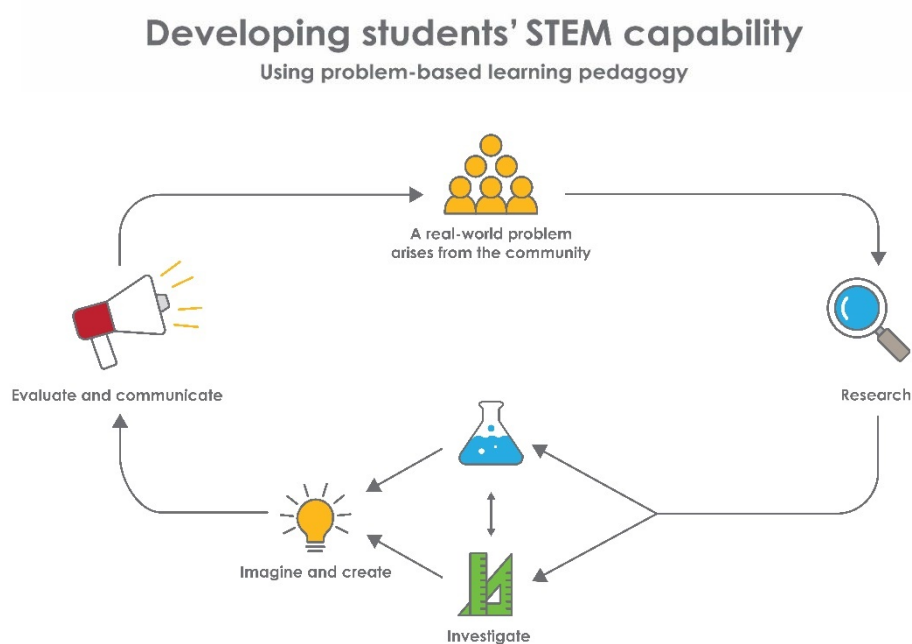 Developing students’ STEM capability
Using problem-based learning pedagogy
A real-world problem
arises from the community
Evaluate and communicate
Research
Imagine and create
Investigate